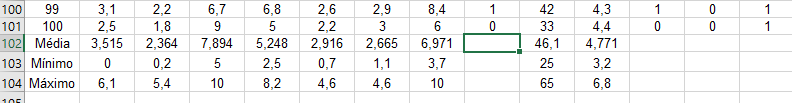 100 99 3,1 2,2 6,7 6,8 2,6 2,9 8,4 1 42 4,3 1 0 1
101 100 2,5 1,8 9 5 2,2 3 6 0 33 4,4 0 0 1
102 Média 3,515 2,364 7,894 5,248 2,916 2,665 6,971 46,1 4,771
103 Mínimo 0 0,2 5 2,5 0,7 1,1 3,7 25 3,2
104 Máximo 6,1 5,4 10 8,2 4,6 4,6 10 65 6,8
105